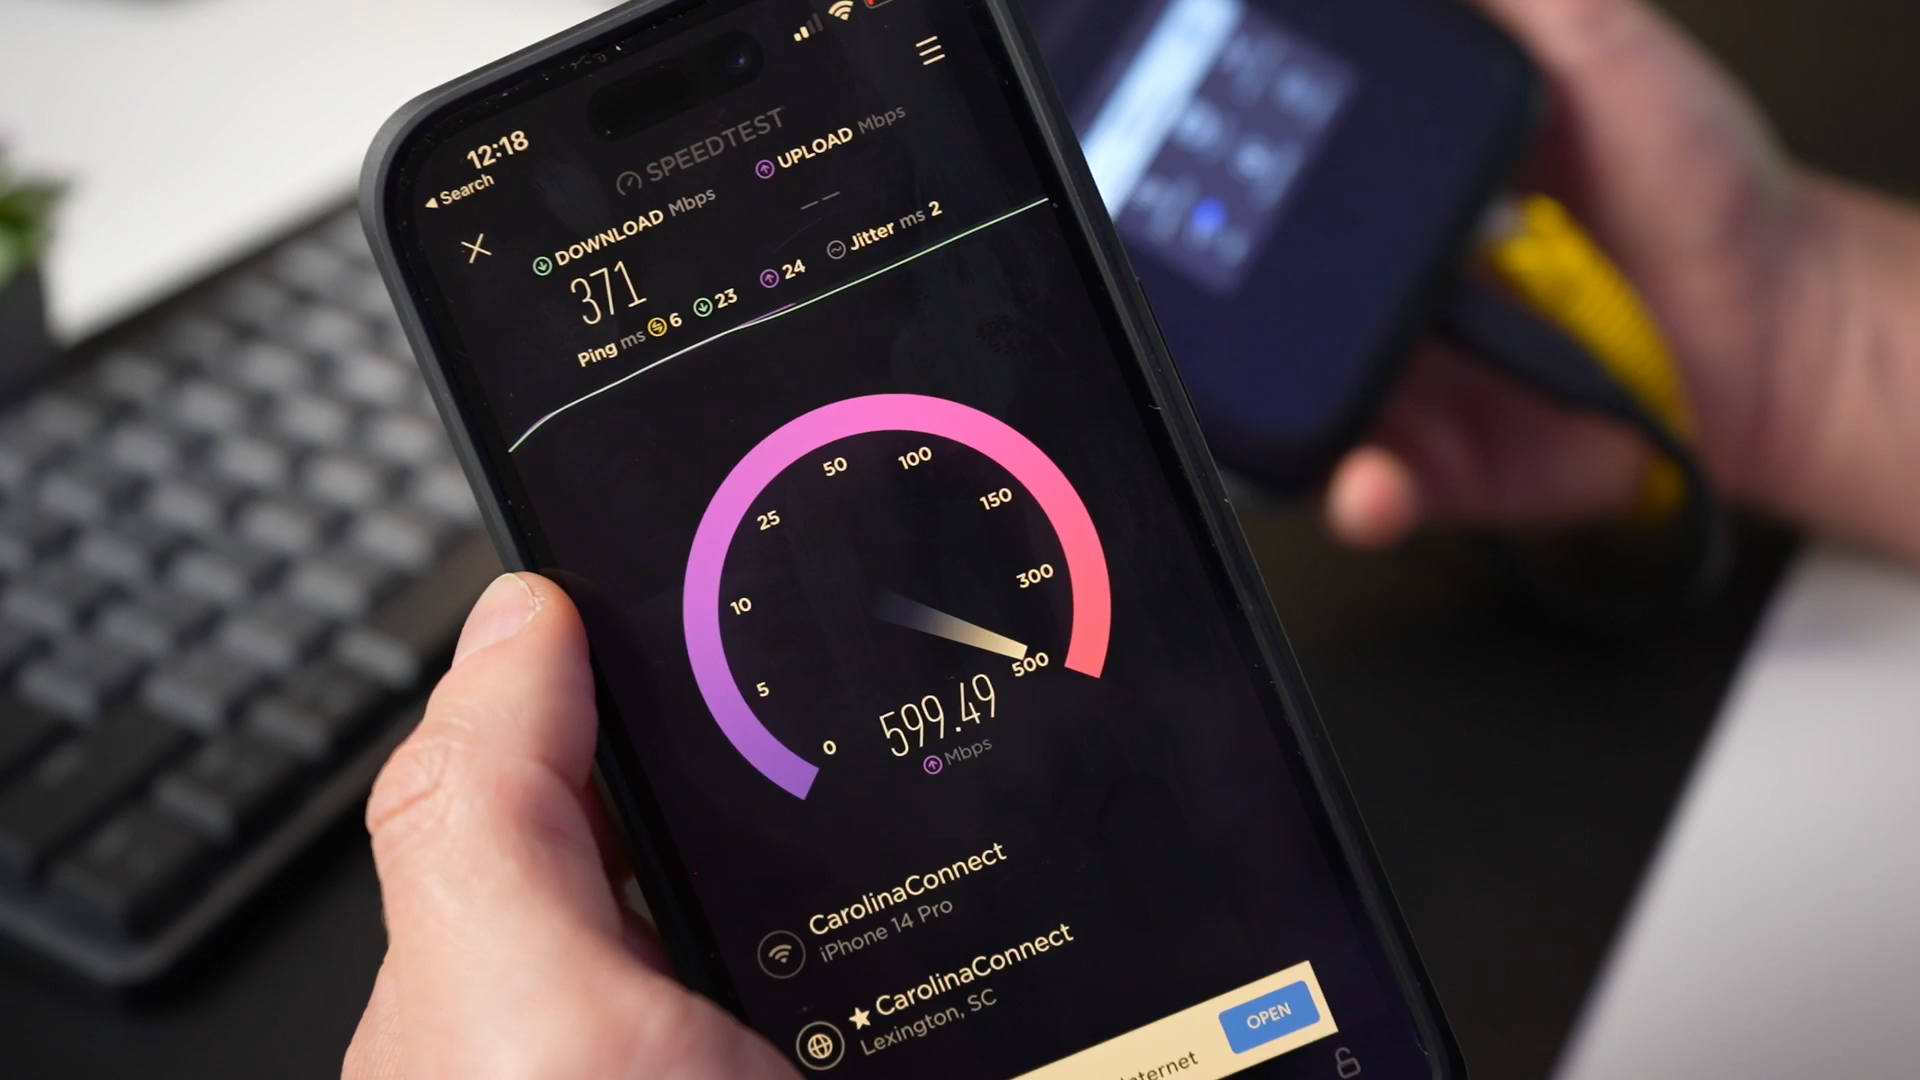 12:18
Search
SPEEDTEST
DOWNLOAD Mbps
371
UPLOAD Mbps
— —
Ping ms 6 23 24 Jitter ms 2
0
5
10
25
50
100
150
300
500
599.49
Mbps
CarolinaConnect
iPhone 14 Pro
CarolinaConnect
Lexington, SC
OPEN